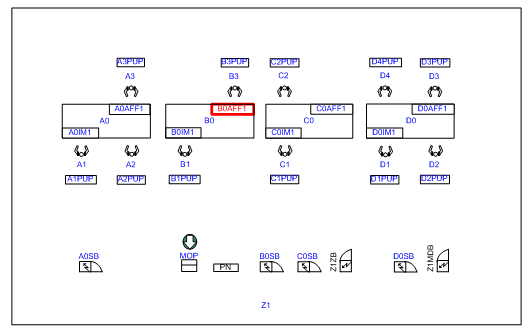 A3PUP B3PUP C2PUP D4PUP D3PUP
A3 B3 C2 D4 D3
A0AFF1 B0AFF1 C0AFF1 D0AFF1
A0 B0 C0 D0
A0IM1 B0IM1 C0IM1 D0IM1
A1 A2 B1 C1 D1 D2
A1PUP A2PUP B1PUP C1PUP D1PUP D2PUP
A0SB MOP B0SB C0SB Z1ZB D0SB Z1MDB
PN
Z1